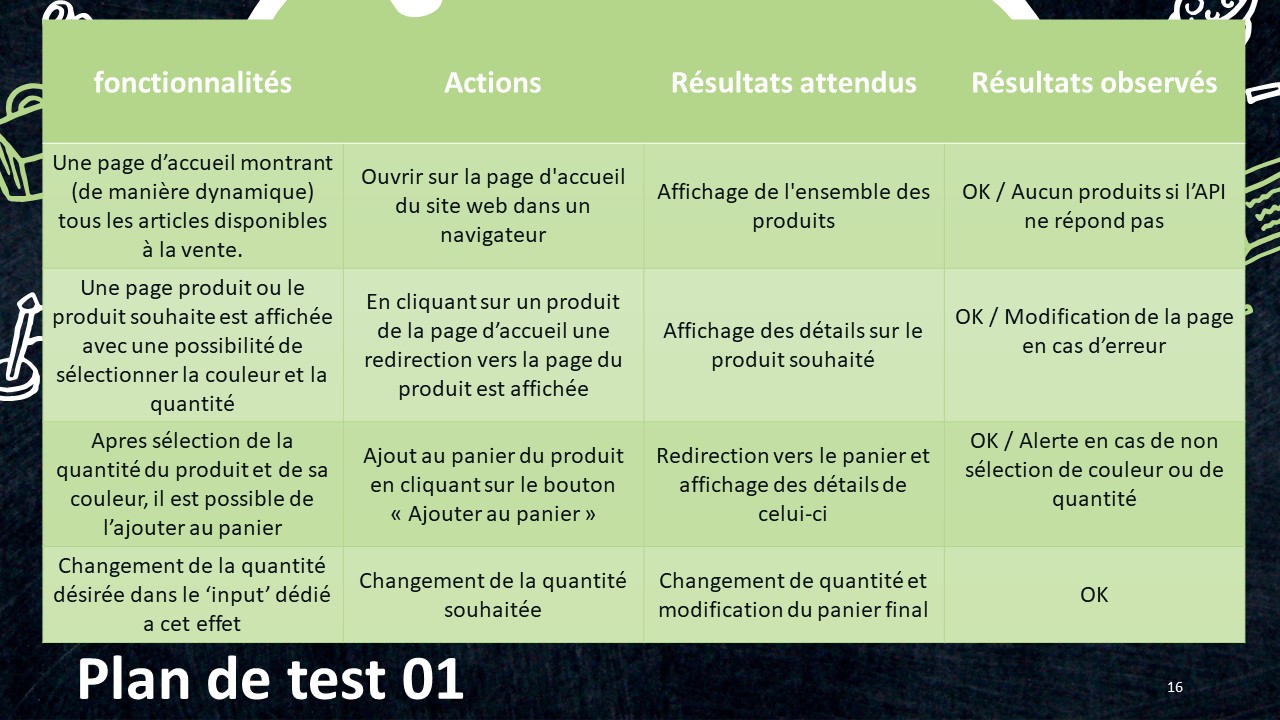 fonctionnalités
Actions
Résultats attendus
Résultats observés
Une page d’accueil montrant
(de manière dynamique)
tous les articles disponibles
à la vente.
Ouvrir sur la page d'accueil
du site web dans un
navigateur
Affichage de l'ensemble des
produits
OK / Aucun produits si l’API
ne répond pas
Une page produit ou le
produit souhaite est affichée
avec une possibilité de
sélectionner la couleur et la
quantité
En cliquant sur un produit
de la page d’accueil une
redirection vers la page du
produit est affichée
Affichage des détails sur le
produit souhaité
OK / Modification de la page
en cas d’erreur
Apres sélection de la
quantité du produit et de sa
couleur, il est possible de
l’ajouter au panier
Ajout au panier du produit
en cliquant sur le bouton
« Ajouter au panier »
Redirection vers le panier et
affichage des détails de
celui-ci
OK / Alerte en cas de non
sélection de couleur ou de
quantité
Changement de la quantité
désirée dans le ‘input’ dédié
a cet effet
Changement de la quantité
souhaitée
Changement de quantité et
modification du panier final
OK
Plan de test 01
16